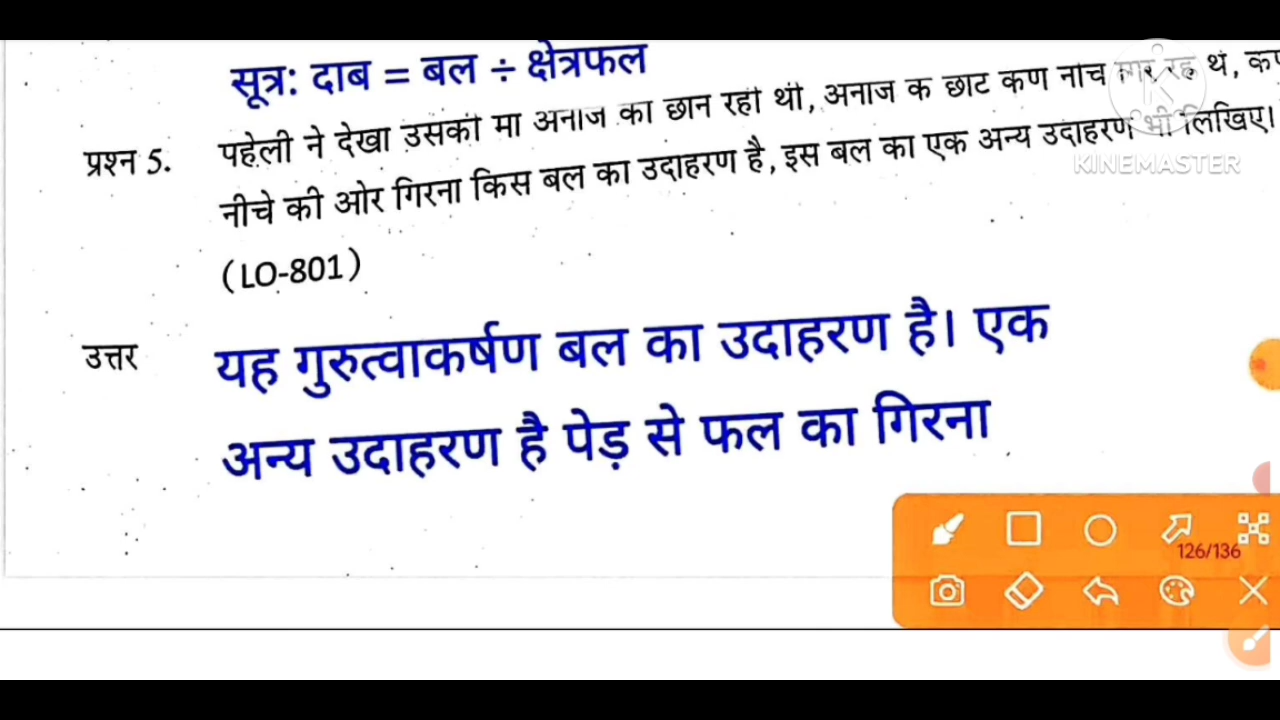 सूत्र: दाब = बल ÷ क्षेत्रफल
प्रश्न 5. पहेली ने देखा उसकी मां अनाज को छान रही थी, अनाज के छोटे कण नीचे गिर रहे थे,
नीचे की ओर गिरना किस बल का उदाहरण है, इस बल का एक अन्य उदाहरण भी लिखिए।
KINEMASTER
(LO-801)
उत्तर यह गुरुत्वाकर्षण बल का उदाहरण है। एक
अन्य उदाहरण है पेड़ से फल का गिरना
126/136